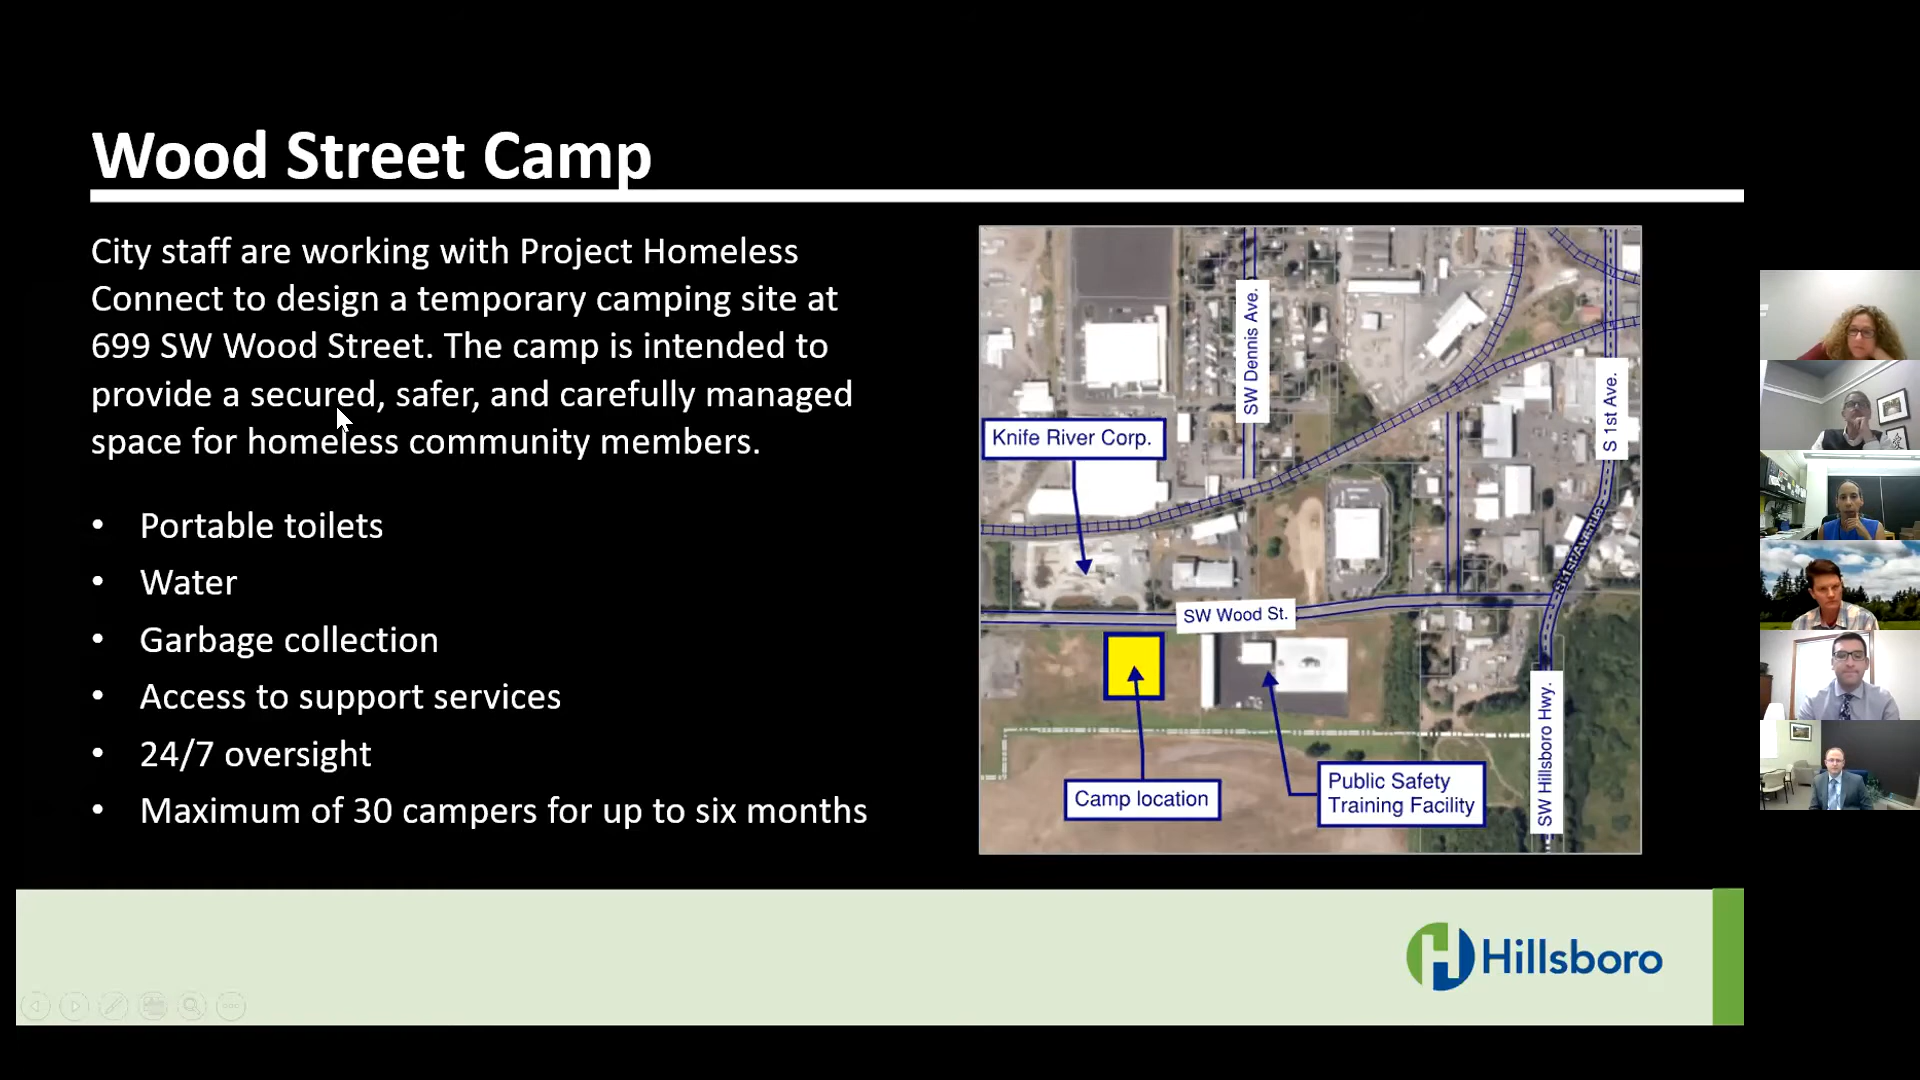 Wood Street Camp
City staff are working with Project Homeless
Connect to design a temporary camping site at
699 SW Wood Street. The camp is intended to
provide a secured, safer, and carefully managed
space for homeless community members.
• Portable toilets
• Water
• Garbage collection
• Access to support services
• 24/7 oversight
• Maximum of 30 campers for up to six months
SW Dennis Ave.
S 1st Ave.
Knife River Corp.
SW Wood St.
Camp location
Public Safety
Training Facility
SW Hillsboro Hwy.
Hillsboro